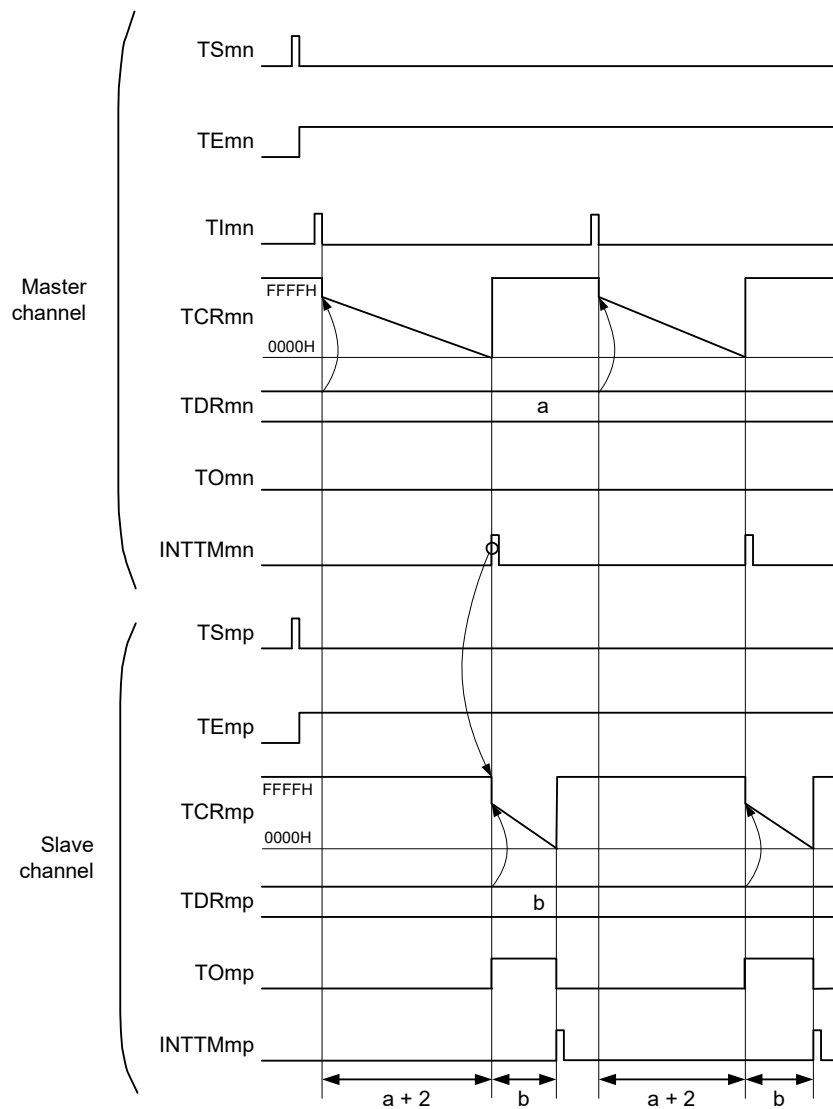 TSmn
TEmn
TImn
Master
channel
FFFFH
TCRmn
0000H
TDRmn
a
TOmn
INTTMmn
TSmp
TEmp
FFFFH
TCRmp
Slave
channel
0000H
TDRmp
b
TOmp
INTTMmp
a + 2
b
a + 2
b